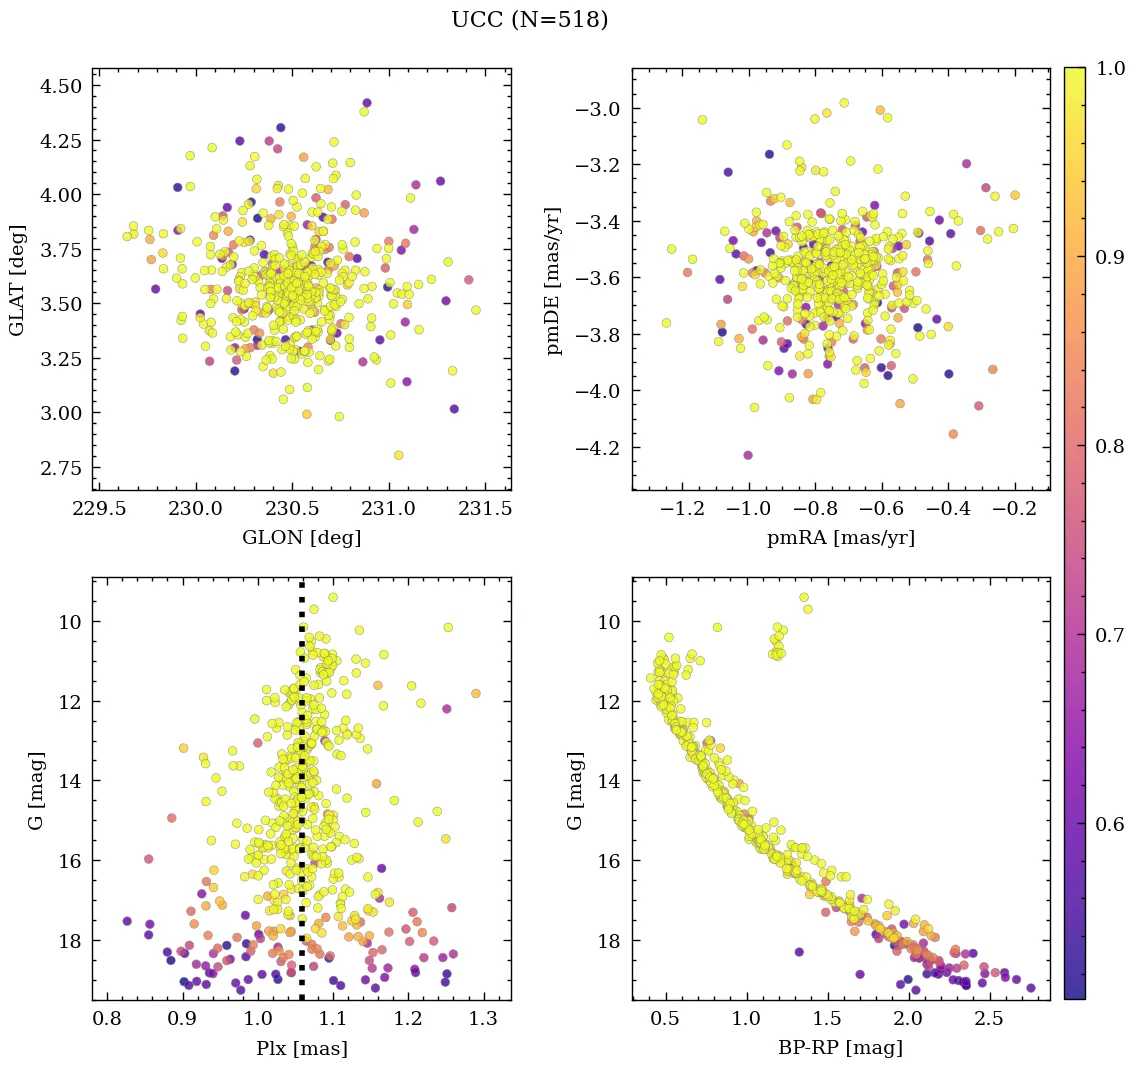 UCC (N=518)
4.50
4.25
4.00
3.75
3.50
3.25
3.00
2.75
GLAT [deg]
229.5 230.0 230.5 231.0 231.5
GLON [deg]
−3.0
−3.2
−3.4
−3.6
−3.8
−4.0
−4.2
pmDE [mas/yr]
−1.2 −1.0 −0.8 −0.6 −0.4 −0.2
pmRA [mas/yr]
1.0
0.9
0.8
0.7
0.6
10
12
14
16
18
G [mag]
0.8 0.9 1.0 1.1 1.2 1.3
Plx [mas]
10
12
14
16
18
G [mag]
0.5 1.0 1.5 2.0 2.5
BP-RP [mag]